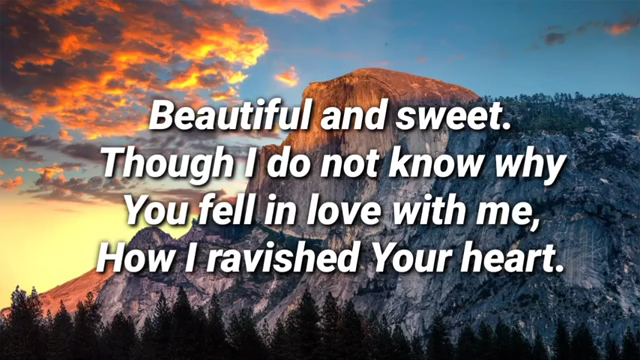 Beautiful and sweet.
Though I do not know why
You fell in love with me,
How I ravished Your heart.